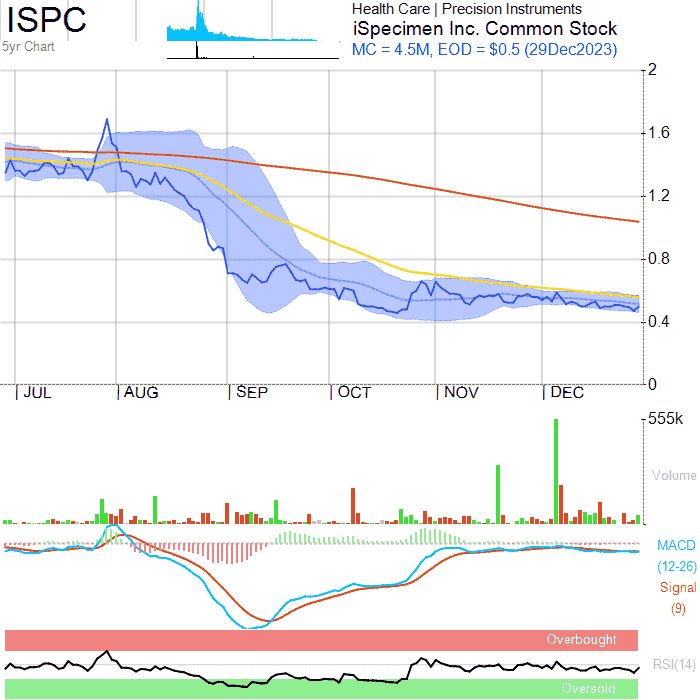 ISPC
5yr Chart
Health Care | Precision Instruments
iSpecimen Inc. Common Stock
MC = 4.5M, EOD = $0.5 (29Dec2023)
2
1.6
1.2
0.8
0.4
0
JUL AUG SEP OCT NOV DEC
555k
Volume
MACD
(12-26)
Signal
(9)
Overbought
RSI(14)
Oversold